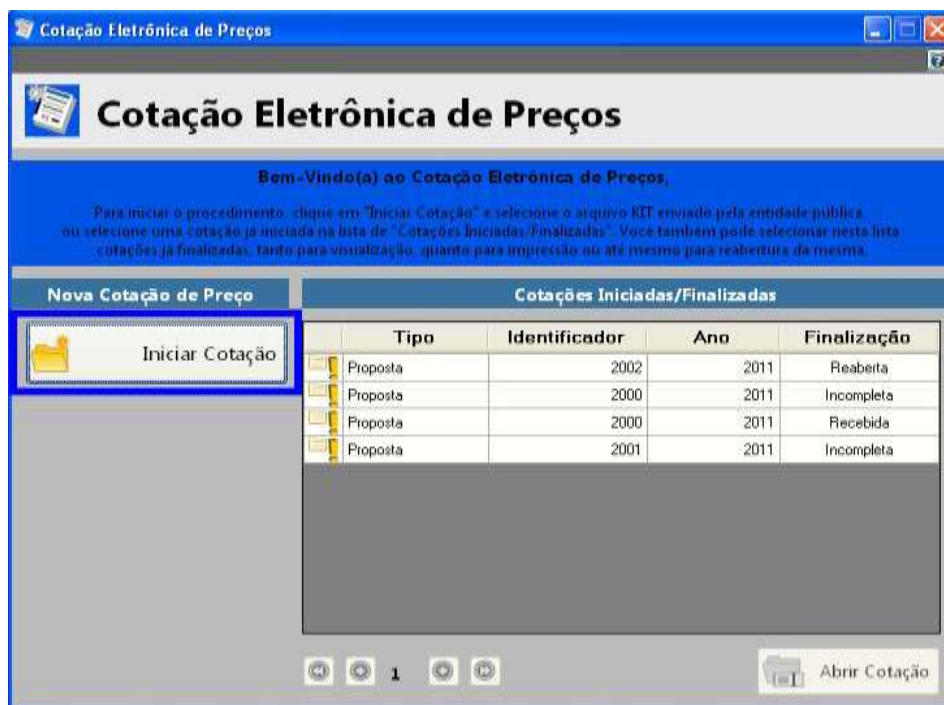 Cotação Eletrônica de Preços
Cotação Eletrônica de Preços
Bem-Vindo(a) ao Cotação Eletrônica de Preços,
Para iniciar o procedimento, clique em "Iniciar Cotação" e selecione o arquivo KIT enviado pela entidade pública,
ou selecione uma cotação já iniciada na lista de "Cotações Iniciadas/Finalizadas". Você também pode selecionar nesta lista
cotações já finalizadas, tanto para visualização, quanto para impressão ou até mesmo para reabertura da mesma.
Nova Cotação de Preço
Iniciar Cotação
Cotações Iniciadas/Finalizadas
Tipo Identificador Ano Finalização
Proposta 2002 2011 Reaberta
Proposta 2000 2011 Incompleta
Proposta 2000 2011 Recebida
Proposta 2001 2011 Incompleta
1
Abrir Cotação